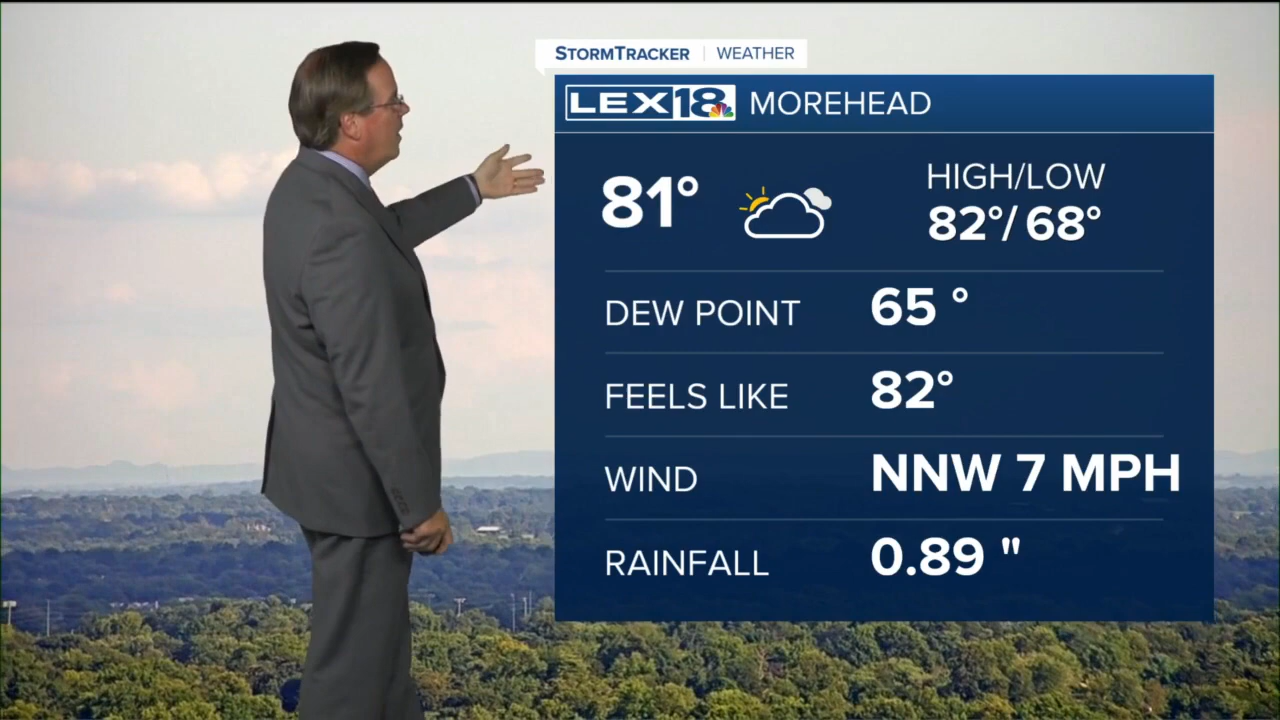 STORMTRACKER | WEATHER
LEX18 MOREHEAD
81° HIGH/LOW
82°/ 68°
DEW POINT 65 °
FEELS LIKE 82°
WIND NNW 7 MPH
RAINFALL 0.89 "